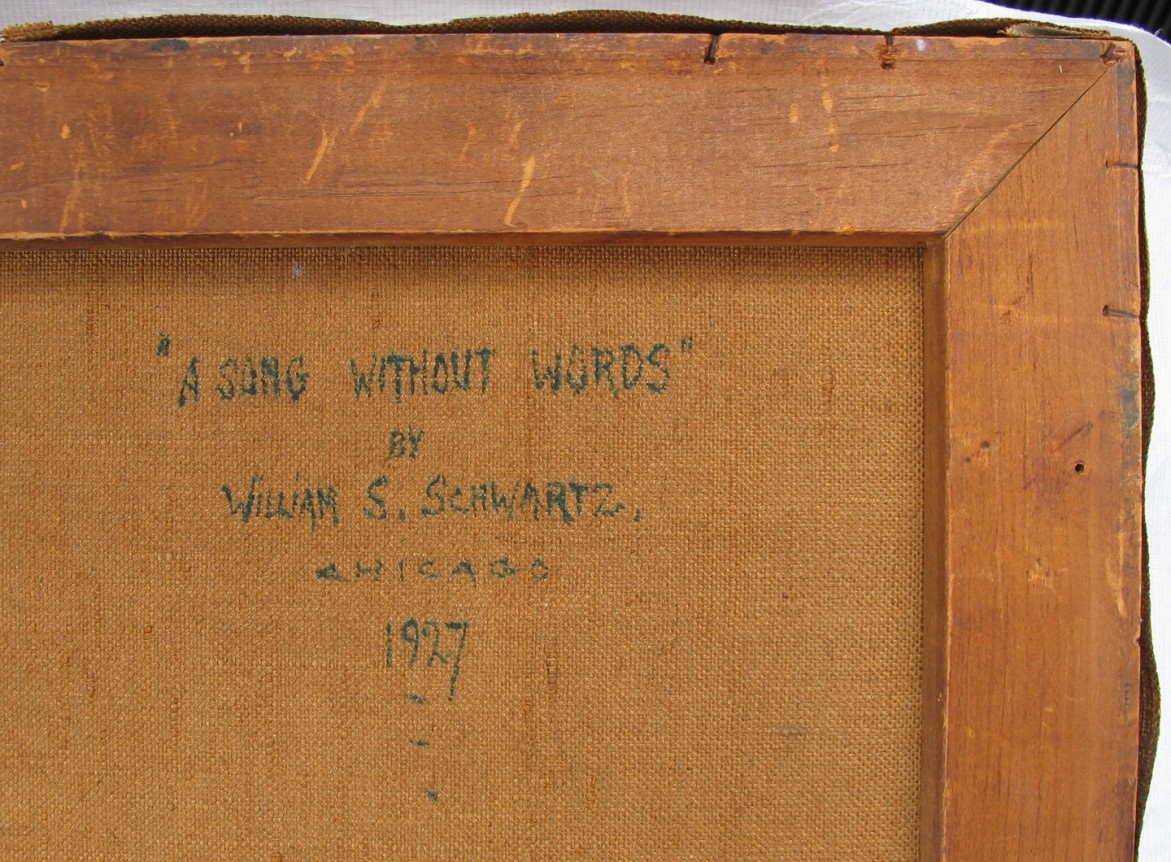 "A SONG WITHOUT WORDS"
BY
WILLIAM S. SCHWARTZ,
CHICAGO
1927